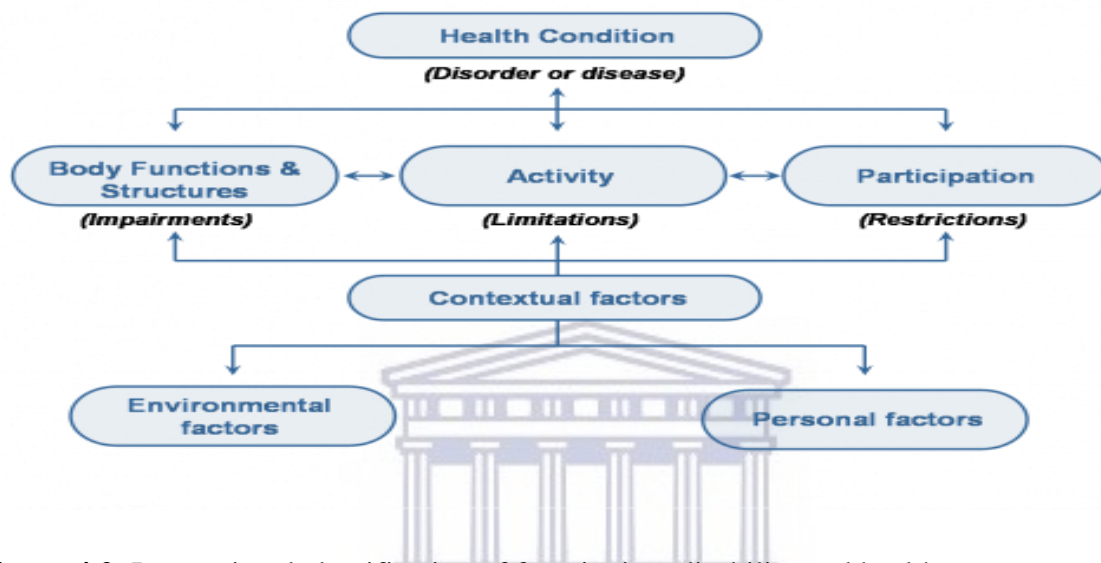 Health Condition
(Disorder or disease)
Body Functions &
Structures
(Impairments)
Activity
(Limitations)
Participation
(Restrictions)
Contextual factors
Environmental
factors
Personal factors